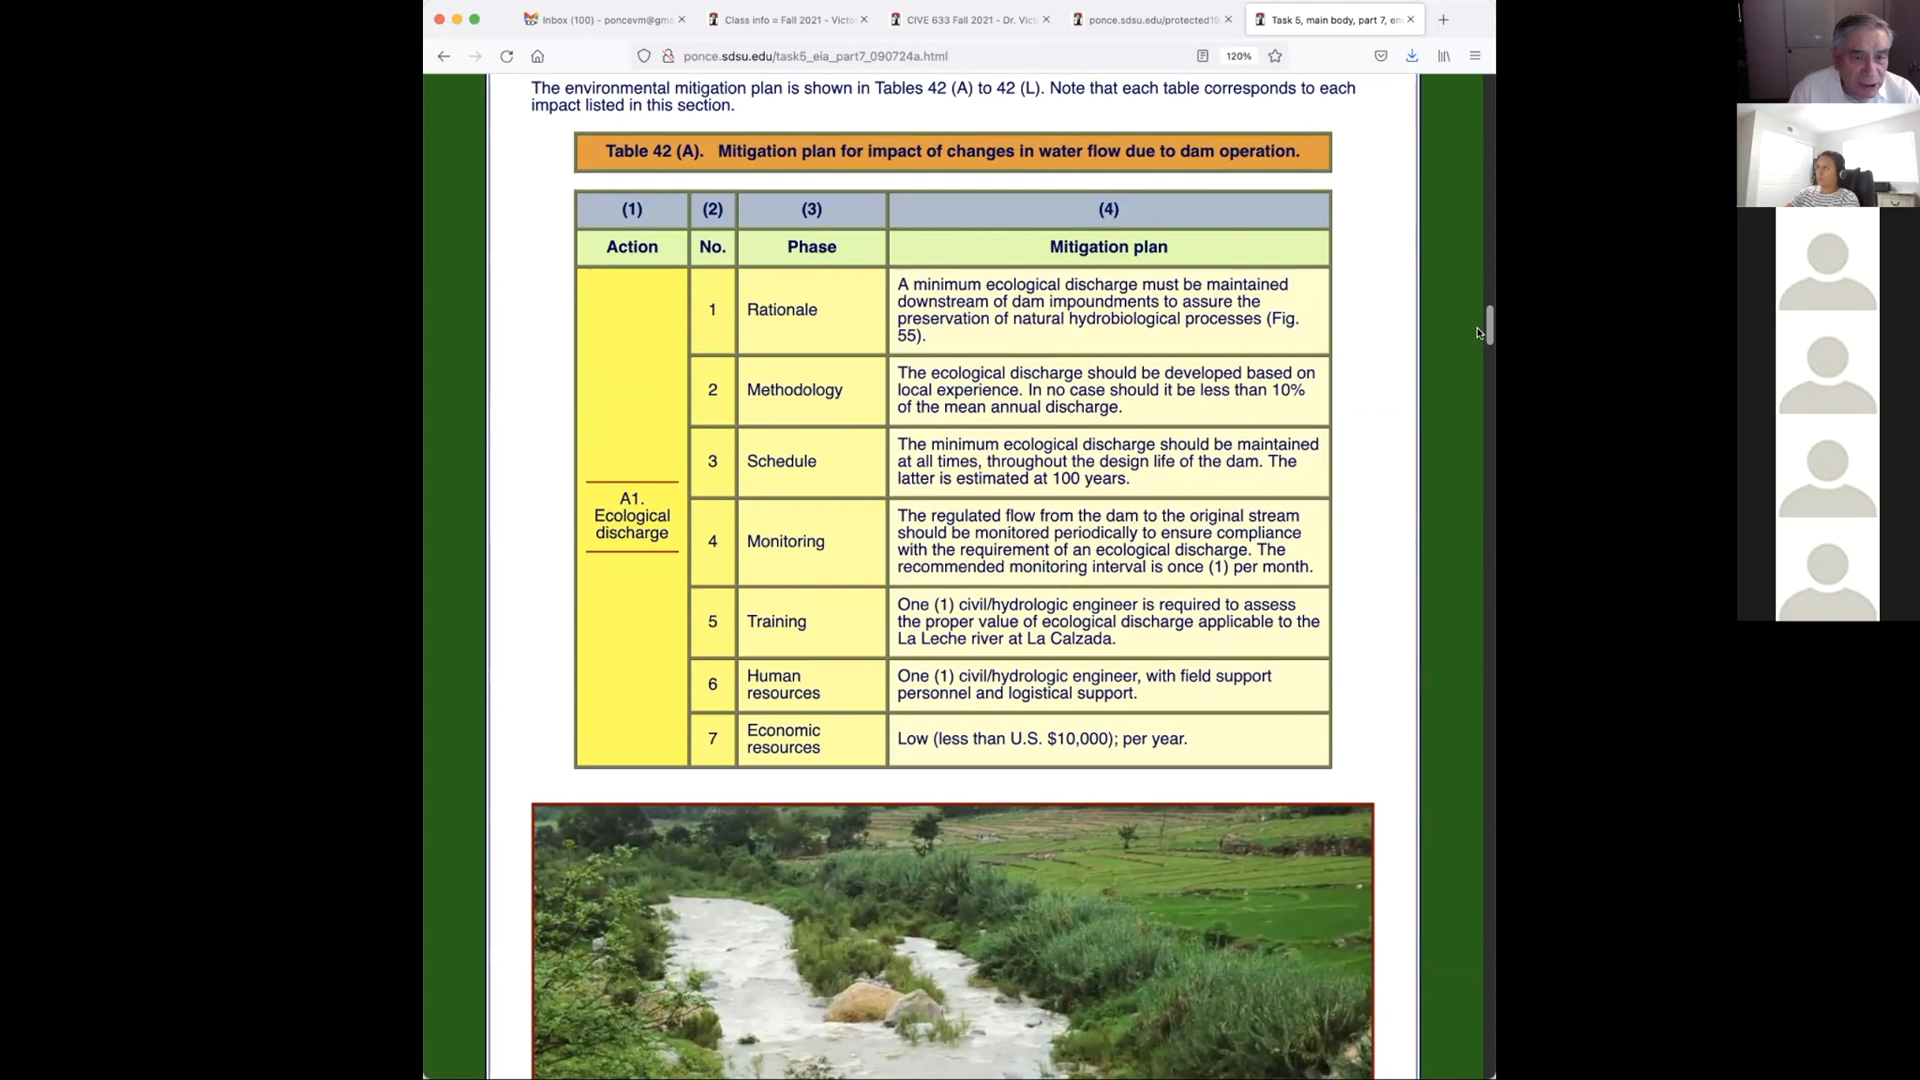 Inbox (100) - poncevm@gma
Class info = Fall 2021 - Victo
CIVE 633 Fall 2021 - Dr. Vict
ponce.sdsu.edu/protected19
Task 5, main body, part 7, en
ponce.sdsu.edu/task5_eia_part7_090724a.html
120%
The environmental mitigation plan is shown in Tables 42 (A) to 42 (L). Note that each table corresponds to each
impact listed in this section.
Table 42 (A). Mitigation plan for impact of changes in water flow due to dam operation.
(1) (2) (3) (4)
Action No. Phase Mitigation plan
A1.
Ecological
discharge
1 Rationale
A minimum ecological discharge must be maintained
downstream of dam impoundments to assure the
preservation of natural hydrobiological processes (Fig.
55).
2 Methodology
The ecological discharge should be developed based on
local experience. In no case should it be less than 10%
of the mean annual discharge.
3 Schedule
The minimum ecological discharge should be maintained
at all times, throughout the design life of the dam. The
latter is estimated at 100 years.
4 Monitoring
The regulated flow from the dam to the original stream
should be monitored periodically to ensure compliance
with the requirement of an ecological discharge. The
recommended monitoring interval is once (1) per month.
5 Training
One (1) civil/hydrologic engineer is required to assess
the proper value of ecological discharge applicable to the
La Leche river at La Calzada.
6 Human
resources
One (1) civil/hydrologic engineer, with field support
personnel and logistical support.
7 Economic
resources
Low (less than U.S. $10,000); per year.